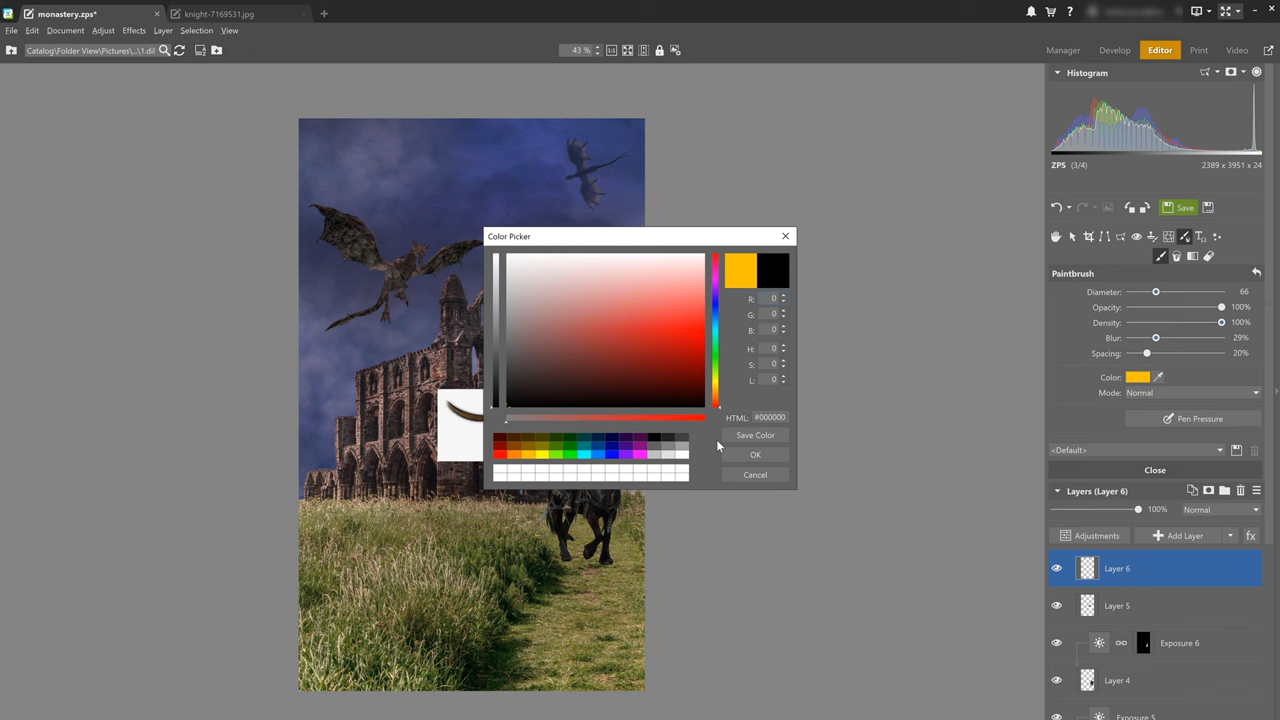 monastery.zps*
knight-7169531.jpg
File Edit Document Adjust Effects Layer Selection View
Catalog\Folder View\Pictures\...\1.díl
43 %
Manager Develop Editor Print Video
Histogram
ZPS (3/4) 2389 x 3951 x 24
Save
Paintbrush
Diameter: 66
Opacity: 100%
Density: 100%
Blur: 29%
Spacing: 20%
Color:
Mode: Normal
Pen Pressure
<Default>
Close
Layers (Layer 6)
100% Normal
Adjustments Add Layer fx
Layer 6
Layer 5
Exposure 6
Layer 4
Exposure 5
Color Picker
R: 0
G: 0
B: 0
H: 0
S: 0
L: 0
HTML: #000000
Save Color
OK
Cancel